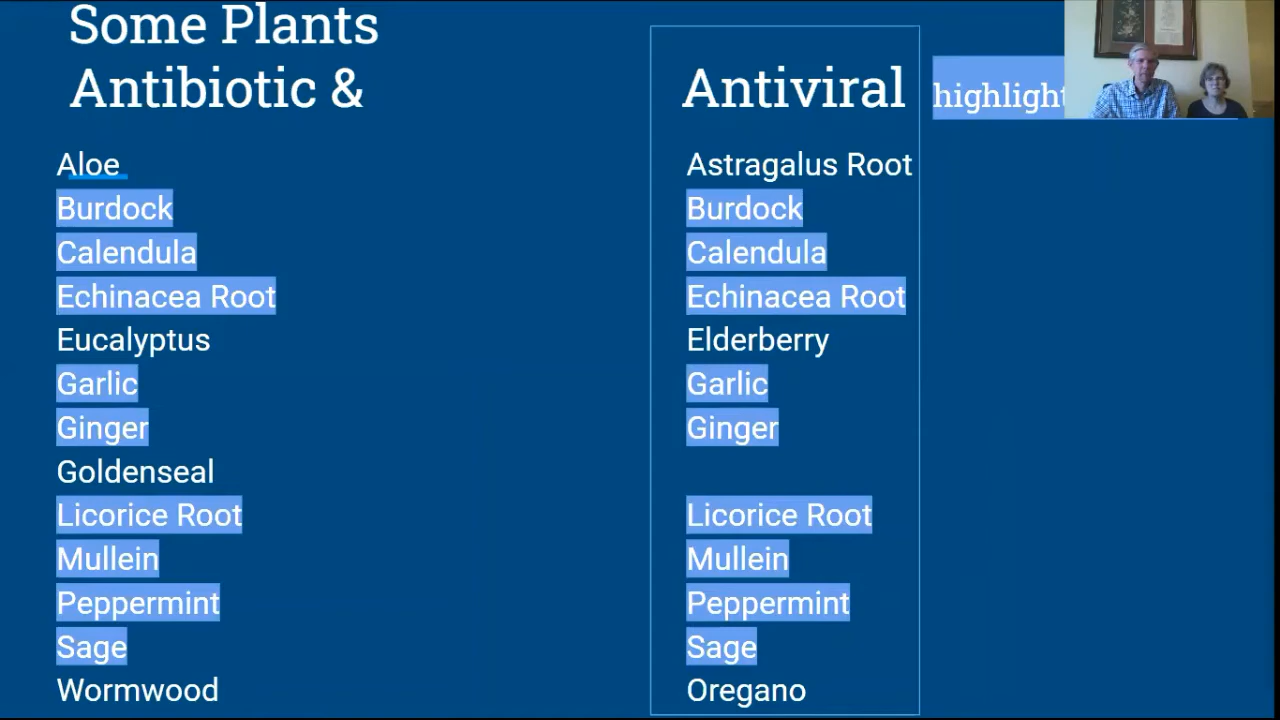 Some Plants
Antibiotic &
Aloe
Burdock
Calendula
Echinacea Root
Eucalyptus
Garlic
Ginger
Goldenseal
Licorice Root
Mullein
Peppermint
Sage
Wormwood
Antiviral
Astragalus Root
Burdock
Calendula
Echinacea Root
Elderberry
Garlic
Ginger
Licorice Root
Mullein
Peppermint
Sage
Oregano
highlight